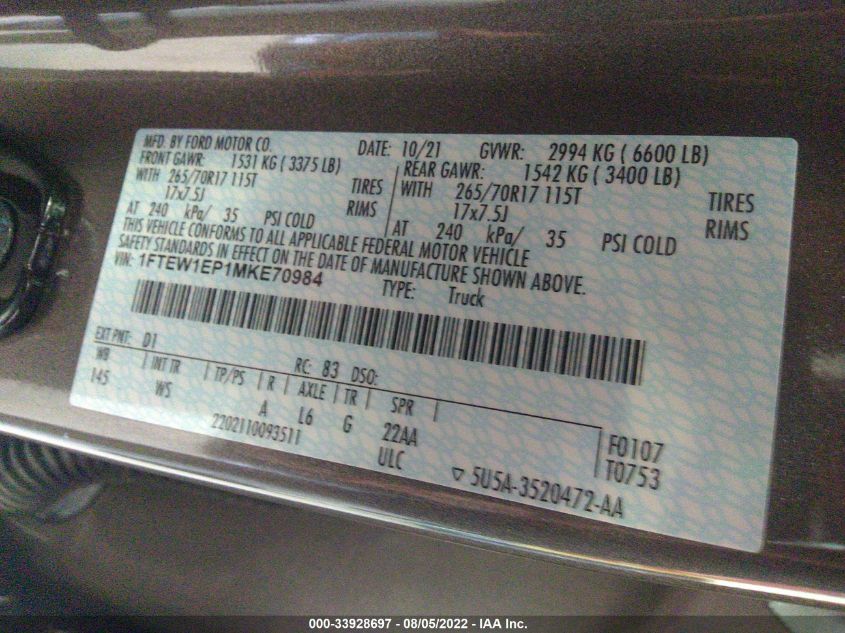 MFD. BY FORD MOTOR CO. DATE: 10/21 GVWR: 2994 KG ( 6600 LB)
FRONT GAWR: 1531 KG ( 3375 LB) REAR GAWR: 1542 KG ( 3400 LB)
WITH 265/70R17 115T TIRES WITH 265/70R17 115T TIRES
17x7.5J RIMS 17x7.5J RIMS
AT 240 kPa/ 35 PSI COLD AT 240 kPa/ 35 PSI COLD
THIS VEHICLE CONFORMS TO ALL APPLICABLE FEDERAL MOTOR VEHICLE
SAFETY STANDARDS IN EFFECT ON THE DATE OF MANUFACTURE SHOWN ABOVE.
VIN: 1FTEW1EP1MKE70984 TYPE: Truck
EXT PNT: D1 RC: 83 DSO:
WB INT TR TP/PS R AXLE TR SPR
145 WS A L6 G 22AA F0107
2202110093511 ULC T0753
5U5A-3520472-AA
000-33928697 - 08/05/2022 - IAA Inc.